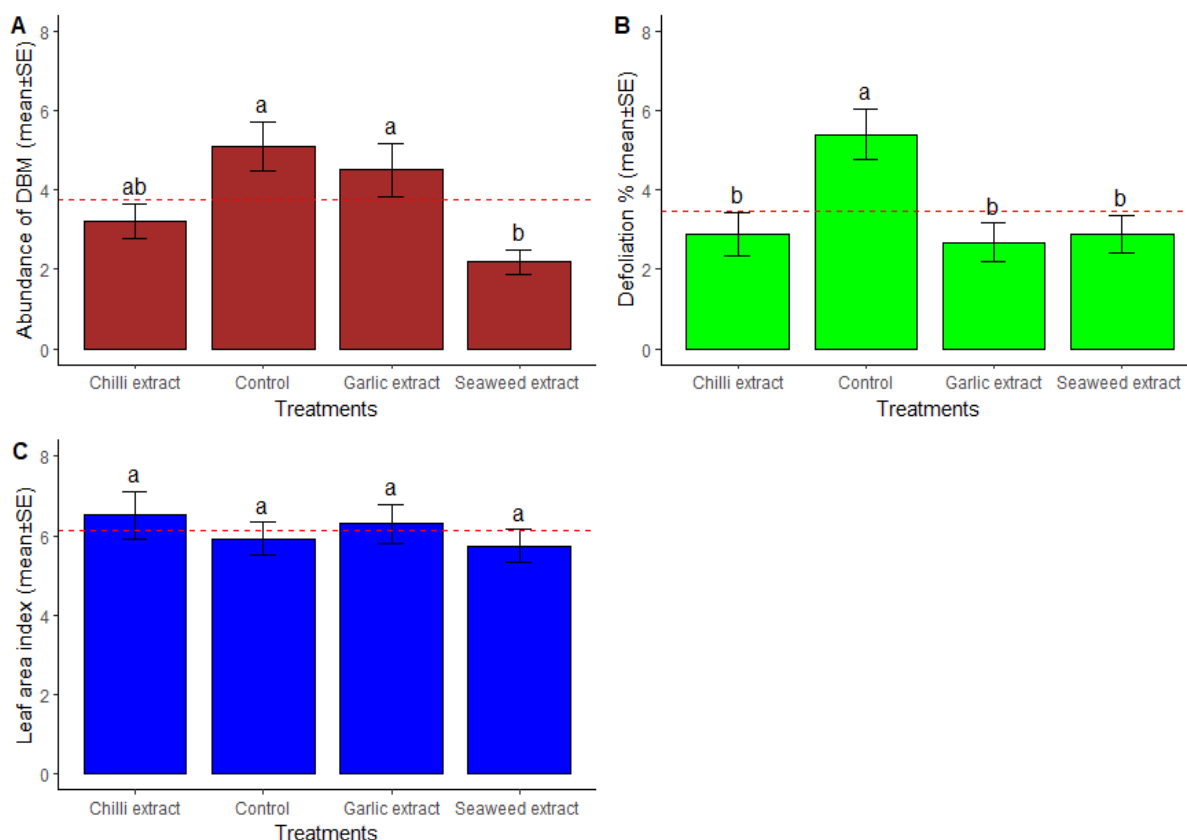 A
Abundance of DBM (mean±SE)
8
6
4
2
0
ab
a
a
b
Chilli extract Control Garlic extract Seaweed extract
Treatments
B
Defoliation % (mean±SE)
8
6
4
2
0
b
a
b
b
Chilli extract Control Garlic extract Seaweed extract
Treatments
C
Leaf area index (mean±SE)
8
6
4
2
0
a
a
a
a
Chilli extract Control Garlic extract Seaweed extract
Treatments